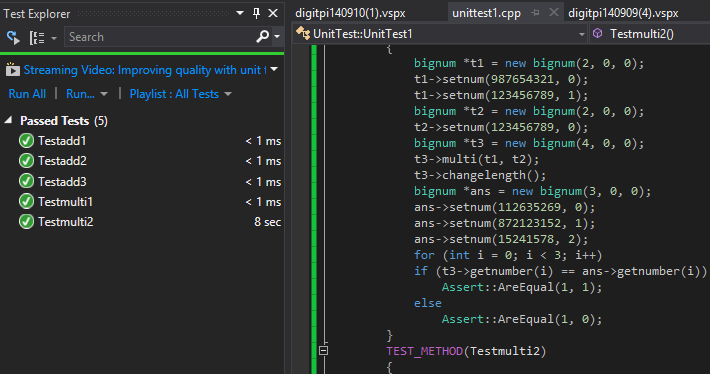 Test Explorer
Search
Streaming Video: Improving quality with unit t
Run All | Run... | Playlist : All Tests
Passed Tests (5)
Testadd1 < 1 ms
Testadd2 < 1 ms
Testadd3 < 1 ms
Testmulti1 < 1 ms
Testmulti2 8 sec
digitpi140910(1).vspx unittest1.cpp digitpi140909(4).vspx
UnitTest::UnitTest1 Testmulti2()
{
bignum *t1 = new bignum(2, 0, 0);
t1->setnum(987654321, 0);
t1->setnum(123456789, 1);
bignum *t2 = new bignum(2, 0, 0);
t2->setnum(123456789, 0);
bignum *t3 = new bignum(4, 0, 0);
t3->multi(t1, t2);
t3->changelength();
bignum *ans = new bignum(3, 0, 0);
ans->setnum(112635269, 0);
ans->setnum(872123152, 1);
ans->setnum(15241578, 2);
for (int i = 0; i < 3; i++)
if (t3->getnumber(i) == ans->getnumber(i))
Assert::AreEqual(1, 1);
else
Assert::AreEqual(1, 0);
}
TEST_METHOD(Testmulti2)
{